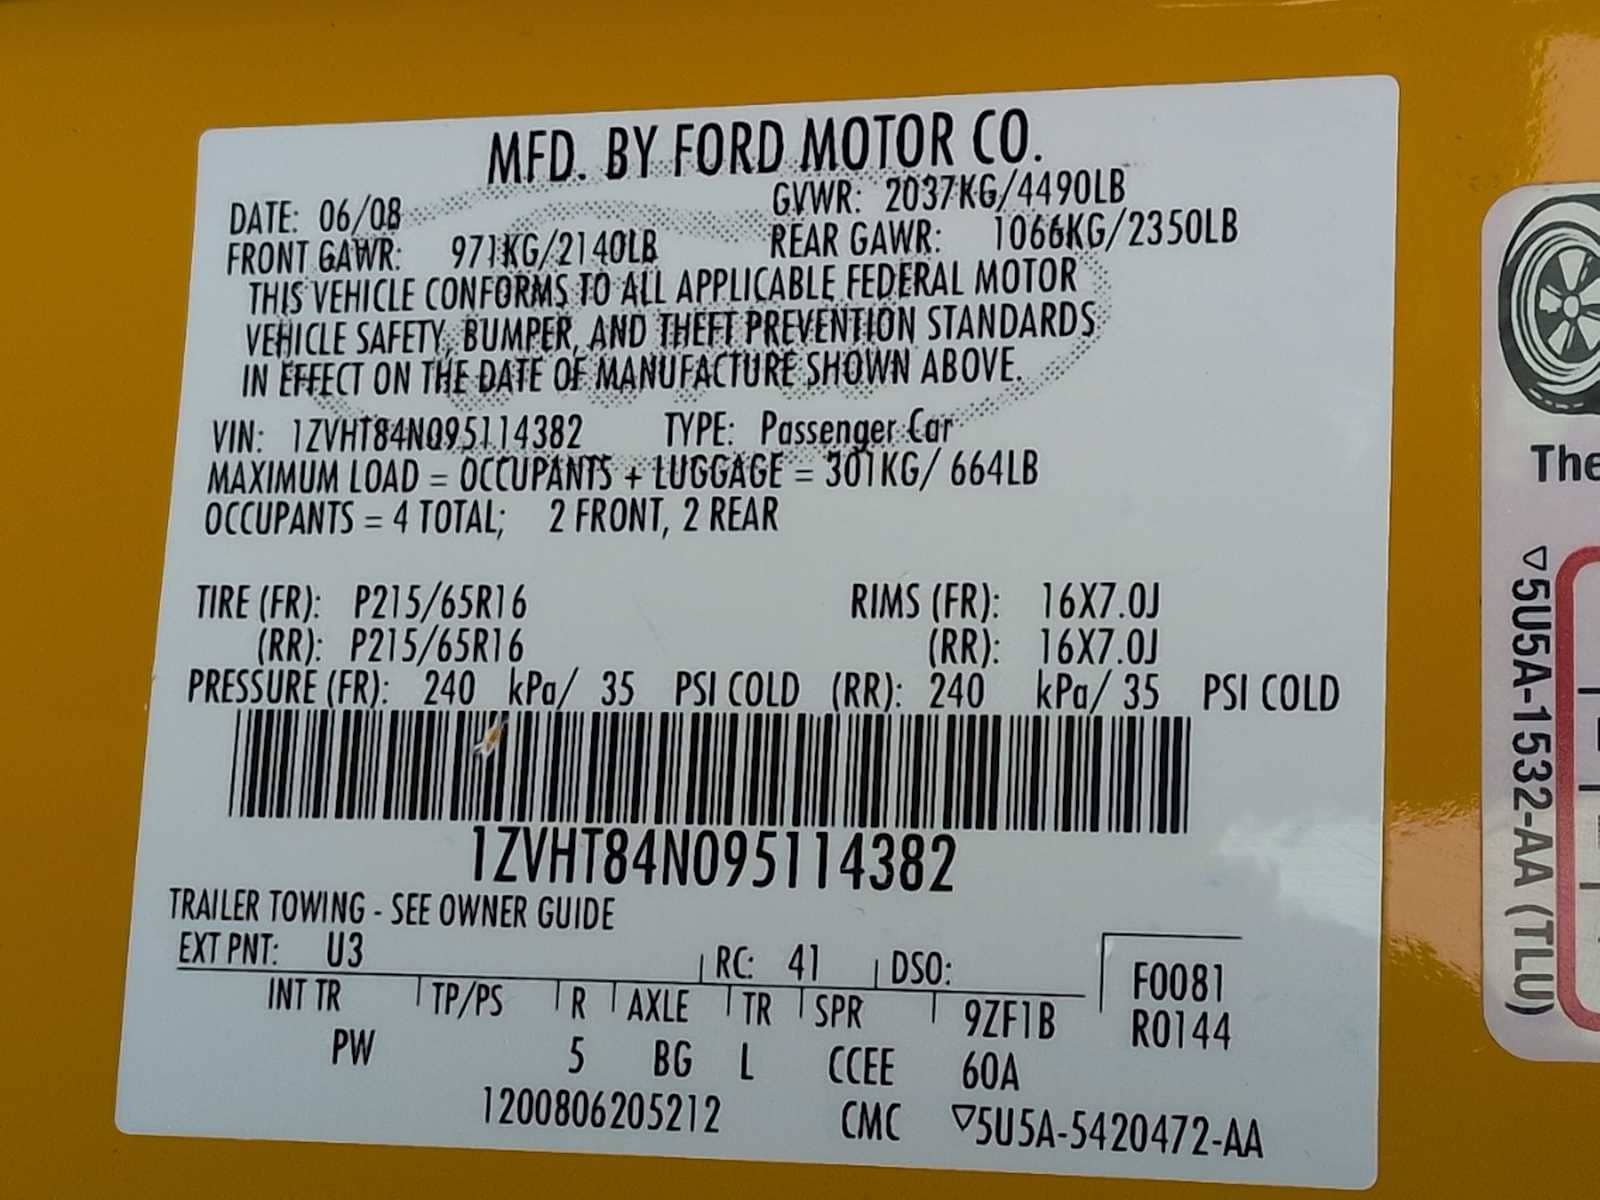 MFD. BY FORD MOTOR CO.
DATE: 06/08 GVWR: 2037KG/4490LB
FRONT GAWR: 971KG/2140LB REAR GAWR: 1066KG/2350LB
THIS VEHICLE CONFORMS TO ALL APPLICABLE FEDERAL MOTOR
VEHICLE SAFETY, BUMPER, AND THEFT PREVENTION STANDARDS
IN EFFECT ON THE DATE OF MANUFACTURE SHOWN ABOVE.
VIN: 1ZVHT84N095114382 TYPE: Passenger Car
MAXIMUM LOAD = OCCUPANTS + LUGGAGE = 301KG/ 664LB
OCCUPANTS = 4 TOTAL; 2 FRONT, 2 REAR
TIRE (FR): P215/65R16 RIMS (FR): 16X7.0J
(RR): P215/65R16 (RR): 16X7.0J
PRESSURE (FR): 240 kPa/ 35 PSI COLD (RR): 240 kPa/ 35 PSI COLD
1ZVHT84N095114382
TRAILER TOWING - SEE OWNER GUIDE
EXT PNT: U3 RC: 41 DSO: F0081
INT TR TP/PS R AXLE TR SPR 9ZF1B R0144
PW 5 BG L CCEE 60A
1200806205212 CMC ▽5U5A-5420472-AA
The
▽5U5A-1532-AA (TLU)